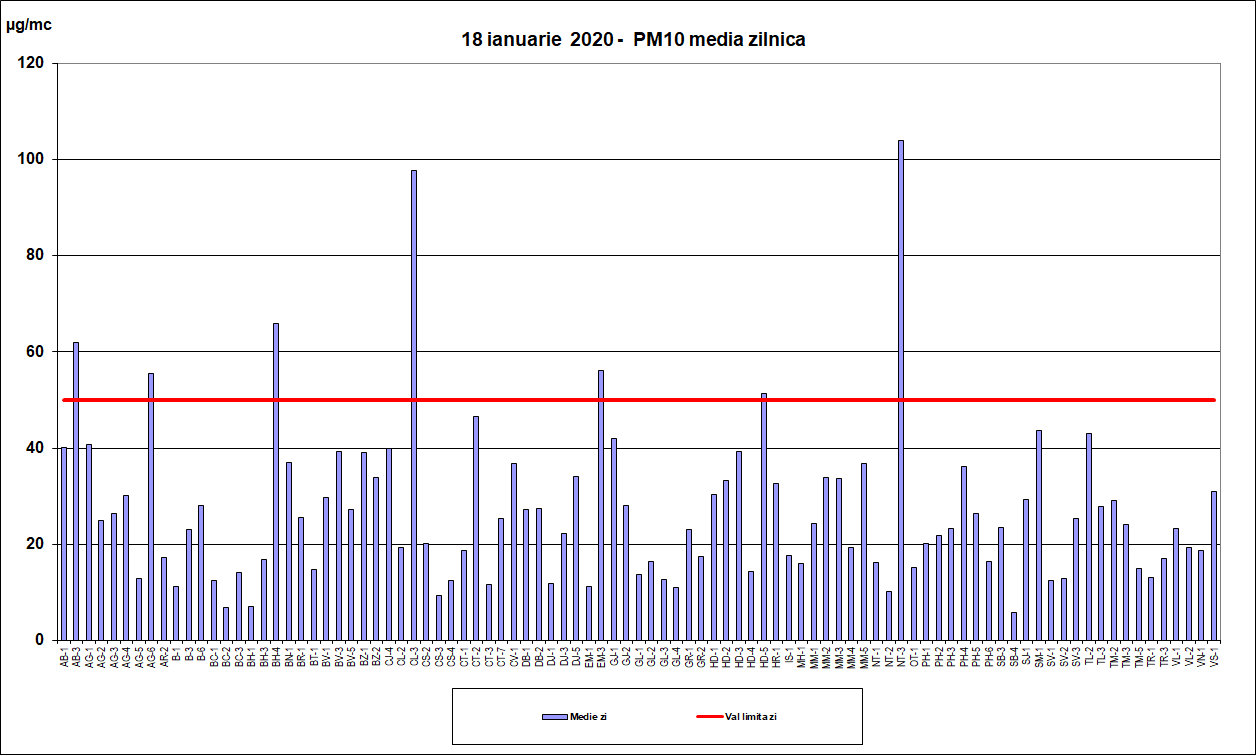 µg/mc
18 ianuarie 2020 - PM10 media zilnica
120
100
80
60
40
20
0
AB-1
AB-3
AG-1
AG-2
AG-3
AG-4
AG-5
AG-6
AR-2
B-1
B-3
B-6
BC-1
BC-2
BC-3
BH-1
BH-3
BH-4
BN-1
BR-1
BT-1
BV-1
BV-3
BV-5
BZ-1
BZ-2
CJ-4
CL-2
CL-3
CS-2
CS-3
CS-4
CT-1
CT-2
CT-3
CT-7
CV-1
DB-1
DB-2
DJ-1
DJ-3
DJ-5
EM-1
EM-3
GJ-1
GJ-2
GL-1
GL-2
GL-3
GL-4
GR-1
GR-2
HD-1
HD-2
HD-3
HD-4
HD-5
HR-1
IS-1
MH-1
MM-1
MM-2
MM-3
MM-4
MM-5
NT-1
NT-2
NT-3
OT-1
PH-1
PH-2
PH-3
PH-4
PH-5
PH-6
SB-3
SB-4
SJ-1
SM-1
SV-1
SV-2
SV-3
TL-2
TL-3
TM-2
TM-3
TM-5
TR-1
TR-3
VL-1
VL-2
VN-1
VS-1
Medie zi
Val limita zi